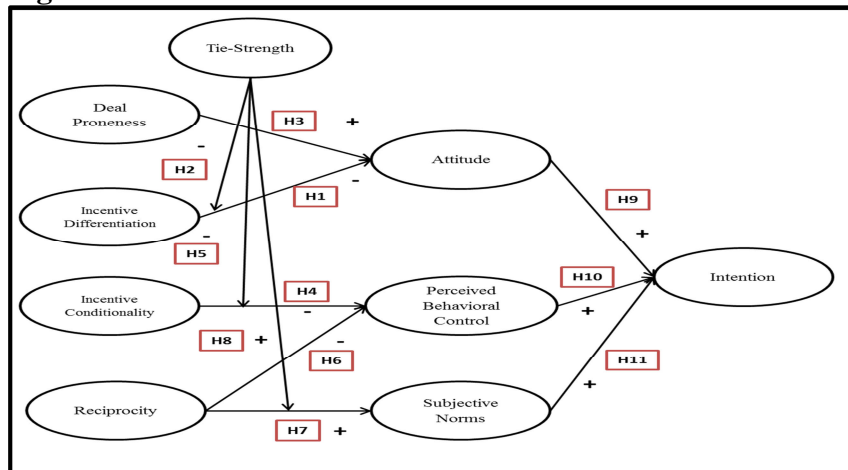 Tie-Strength
Deal
Proneness
H3 +
-
H2
Attitude
H1 -
Incentive
Differentiation
-
H5
H9
+
Incentive
Conditionality
H4
-
Perceived
Behavioral
Control
H10
+
Intention
H8 +
-
H6
H11
+
Reciprocity
H7 +
Subjective
Norms